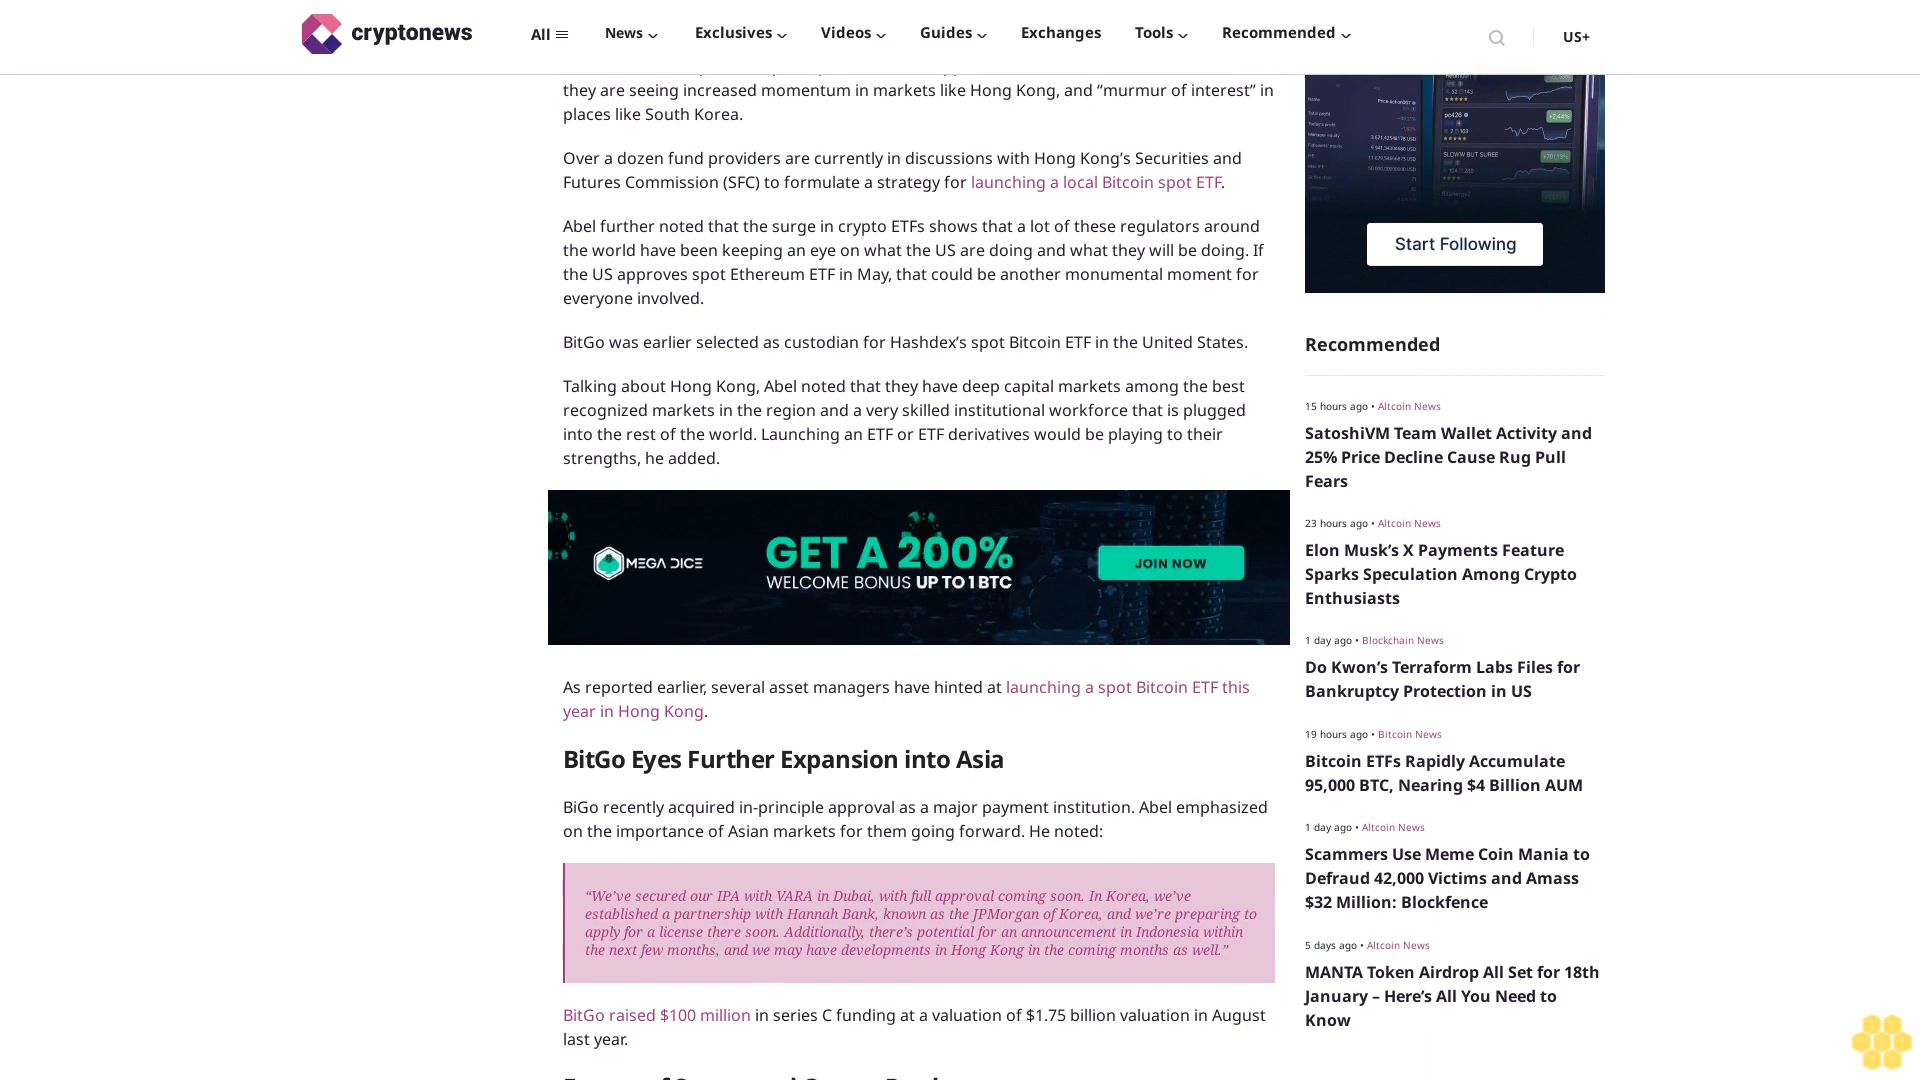 cryptonews
All
News
Exclusives
Videos
Guides
Exchanges
Tools
Recommended
US+
they are seeing increased momentum in markets like Hong Kong, and “murmur of interest” in
places like South Korea.
Over a dozen fund providers are currently in discussions with Hong Kong’s Securities and
Futures Commission (SFC) to formulate a strategy for launching a local Bitcoin spot ETF.
Abel further noted that the surge in crypto ETFs shows that a lot of these regulators around
the world have been keeping an eye on what the US are doing and what they will be doing. If
the US approves spot Ethereum ETF in May, that could be another monumental moment for
everyone involved.
BitGo was earlier selected as custodian for Hashdex’s spot Bitcoin ETF in the United States.
Talking about Hong Kong, Abel noted that they have deep capital markets among the best
recognized markets in the region and a very skilled institutional workforce that is plugged
into the rest of the world. Launching an ETF or ETF derivatives would be playing to their
strengths, he added.
MEGA DICE
GET A 200%
WELCOME BONUS UP TO 1 BTC
JOIN NOW
As reported earlier, several asset managers have hinted at launching a spot Bitcoin ETF this
year in Hong Kong.
BitGo Eyes Further Expansion into Asia
BiGo recently acquired in-principle approval as a major payment institution. Abel emphasized
on the importance of Asian markets for them going forward. He noted:
“We’ve secured our IPA with VARA in Dubai, with full approval coming soon. In Korea, we’ve
established a partnership with Hannah Bank, known as the JPMorgan of Korea, and we’re preparing to
apply for a license there soon. Additionally, there’s potential for an announcement in Indonesia within
the next few months, and we may have developments in Hong Kong in the coming months as well.”
BitGo raised $100 million in series C funding at a valuation of $1.75 billion valuation in August
last year.
Name
Price action007
Total profit
Today's profit
Manager equity
pc426
+2,44%
SLOWW BUT SUREE
Start Following
Recommended
15 hours ago • Altcoin News
SatoshiVM Team Wallet Activity and
25% Price Decline Cause Rug Pull
Fears
23 hours ago • Altcoin News
Elon Musk’s X Payments Feature
Sparks Speculation Among Crypto
Enthusiasts
1 day ago • Blockchain News
Do Kwon’s Terraform Labs Files for
Bankruptcy Protection in US
19 hours ago • Bitcoin News
Bitcoin ETFs Rapidly Accumulate
95,000 BTC, Nearing $4 Billion AUM
1 day ago • Altcoin News
Scammers Use Meme Coin Mania to
Defraud 42,000 Victims and Amass
$32 Million: Blockfence
5 days ago • Altcoin News
MANTA Token Airdrop All Set for 18th
January – Here’s All You Need to
Know